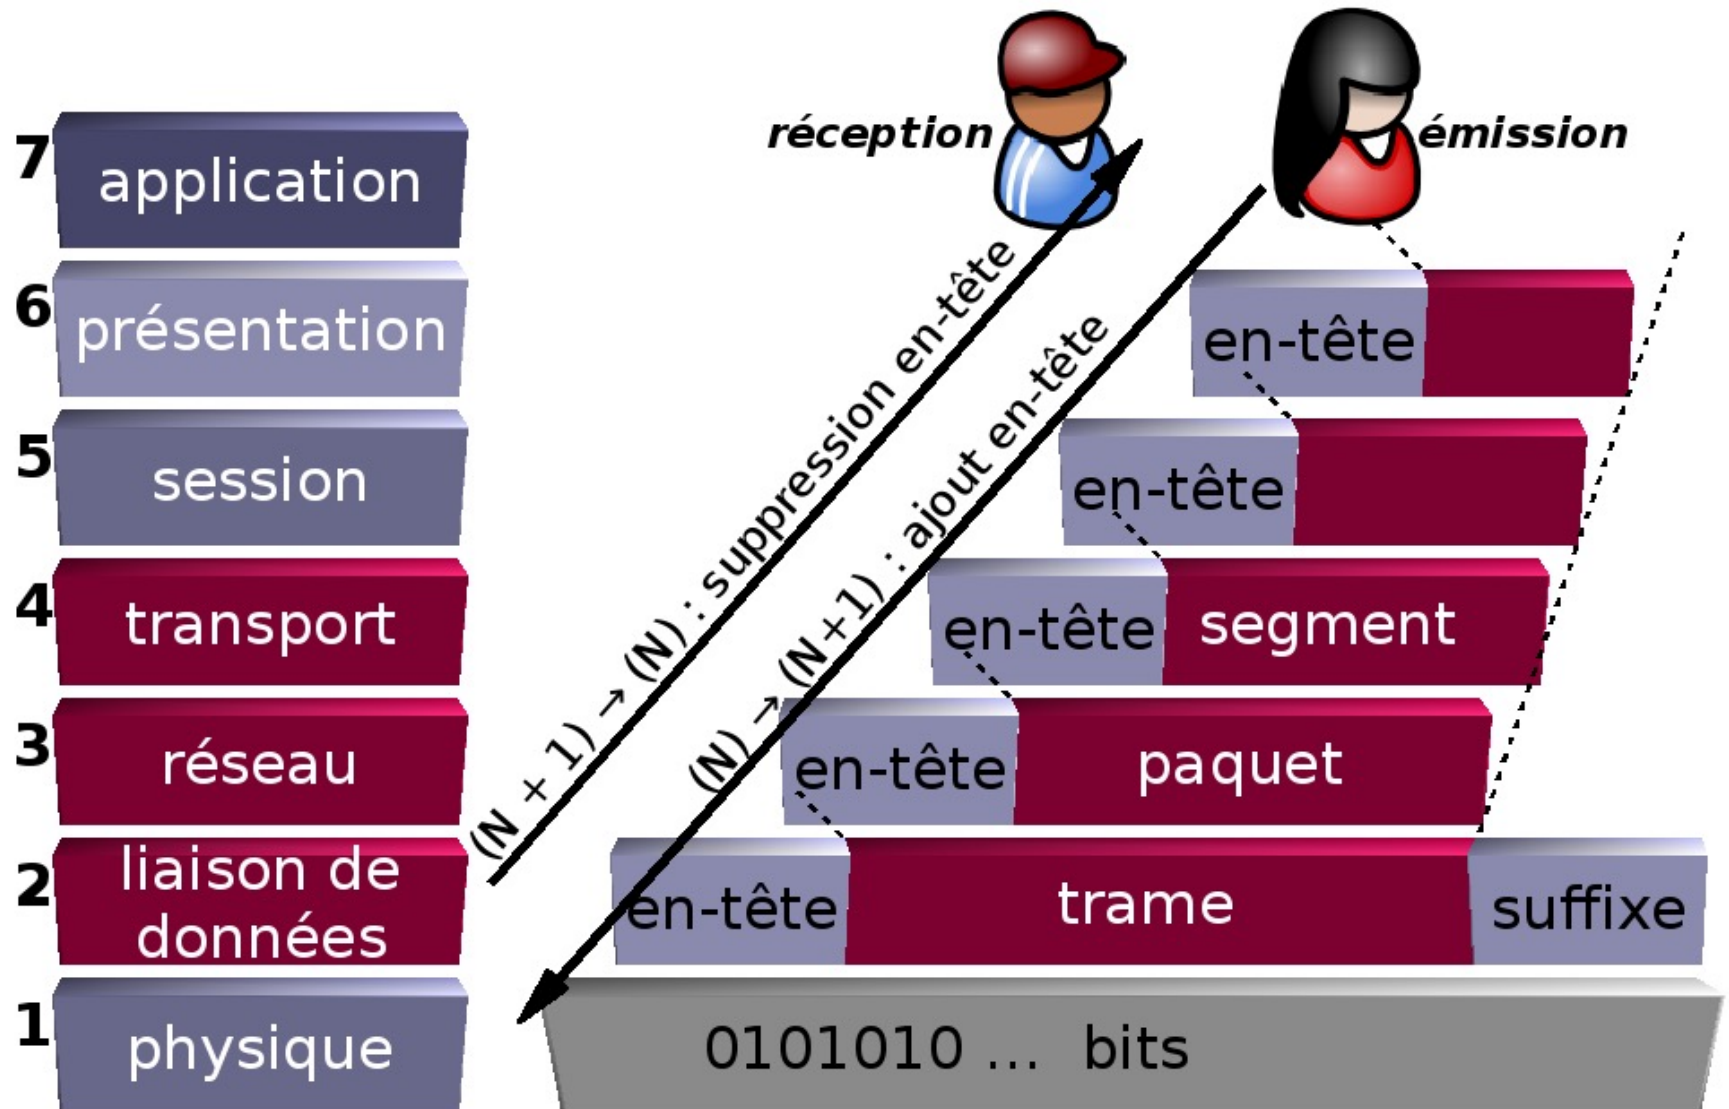 réception
émission
7
application
6
présentation
en-tête
5
session
en-tête
4
transport
en-tête
segment
3
réseau
en-tête
paquet
2
liaison de
données
en-tête
trame
suffixe
1
physique
0101010 ... bits
(N + 1) → (N) : suppression en-tête
(N) → (N+1) : ajout en-tête